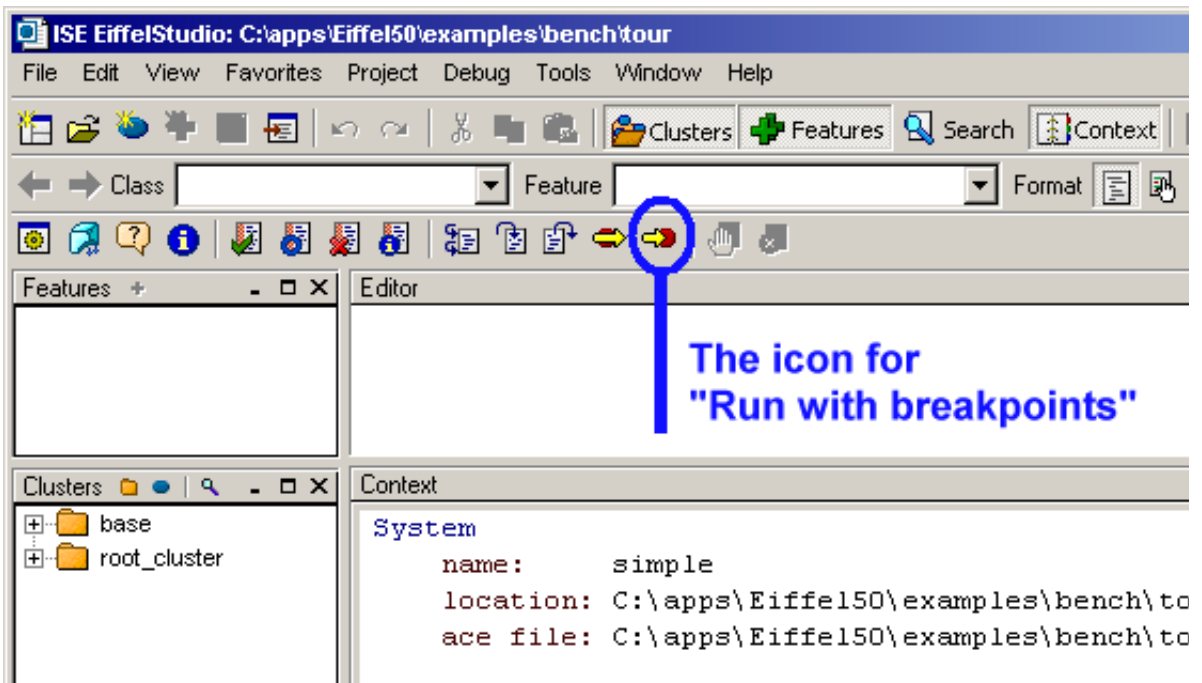 ISE EiffelStudio: C:\apps\Eiffel50\examples\bench\tour
File Edit View Favorites Project Debug Tools Window Help
Clusters Features Search Context
Class Feature Format
Features
Editor
The icon for
"Run with breakpoints"
Clusters
Context
base
root_cluster
System
name: simple
location: C:\apps\Eiffel50\examples\bench\to
ace file: C:\apps\Eiffel50\examples\bench\to